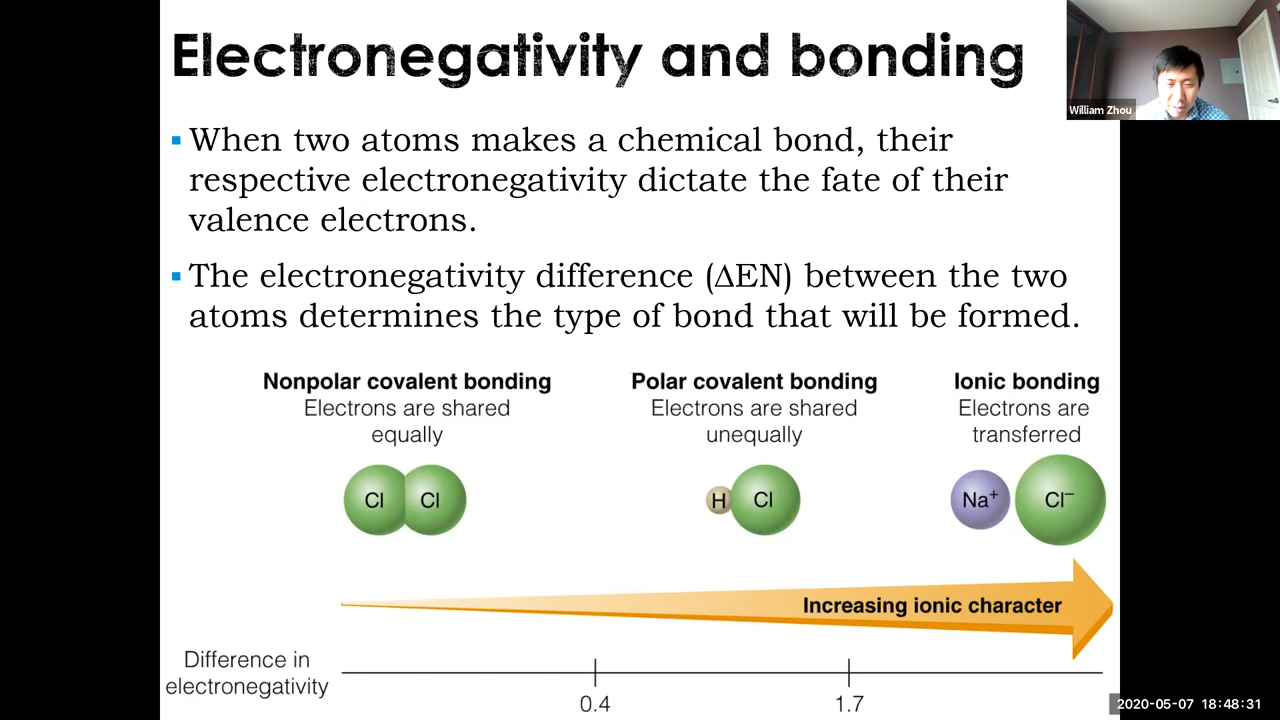 Electronegativity and bonding
William Zhou
▪ When two atoms makes a chemical bond, their
respective electronegativity dictate the fate of their
valence electrons.
▪ The electronegativity difference (ΔEN) between the two
atoms determines the type of bond that will be formed.
Nonpolar covalent bonding
Electrons are shared
equally
Polar covalent bonding
Electrons are shared
unequally
Ionic bonding
Electrons are
transferred
Cl Cl
H Cl
Na⁺ Cl⁻
Increasing ionic character
Difference in
electronegativity
0.4 1.7
2020-05-07 18:48:31